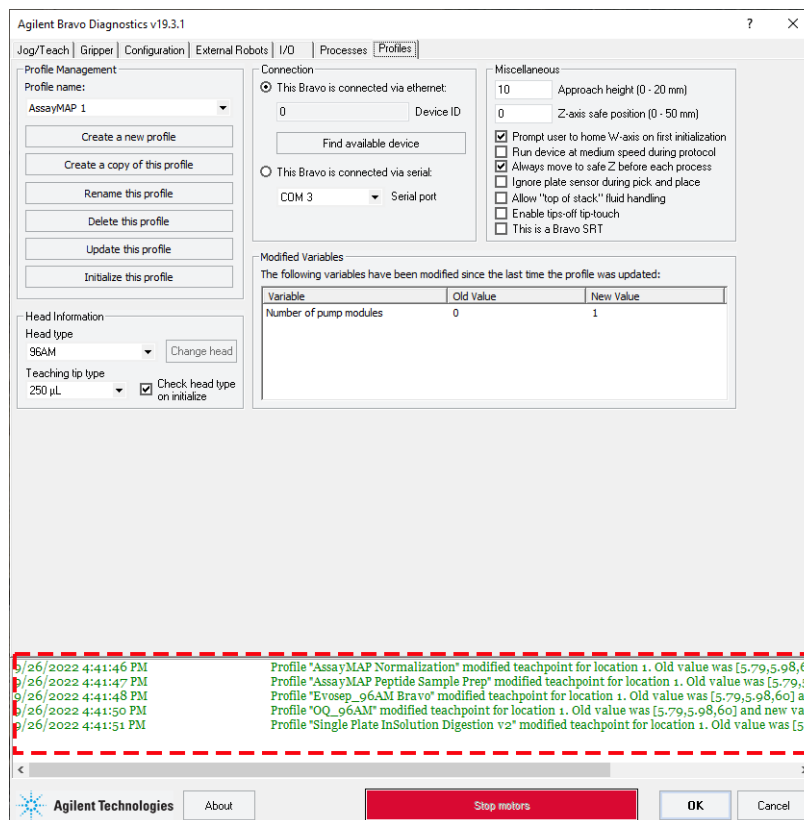 Agilent Bravo Diagnostics v19.3.1
?
Jog/Teach Gripper Configuration External Robots I/O Processes Profiles
Profile Management
Profile name:
AssayMAP 1
Create a new profile
Create a copy of this profile
Rename this profile
Delete this profile
Update this profile
Initialize this profile
Head Information
Head type
96AM
Change head
Teaching tip type
250 µL
Check head type
on initialize
Connection
This Bravo is connected via ethernet:
0 Device ID
Find available device
This Bravo is connected via serial:
COM 3 Serial port
Miscellaneous
10 Approach height (0 - 20 mm)
0 Z-axis safe position (0 - 50 mm)
Prompt user to home W-axis on first initialization
Run device at medium speed during protocol
Always move to safe Z before each process
Ignore plate sensor during pick and place
Allow "top of stack" fluid handling
Enable tips-off tip-touch
This is a Bravo SRT
Modified Variables
The following variables have been modified since the last time the profile was updated:
Variable Old Value New Value
Number of pump modules 0 1
9/26/2022 4:41:46 PM Profile "AssayMAP Normalization" modified teachpoint for location 1. Old value was [5.79,5.98,6
9/26/2022 4:41:47 PM Profile "AssayMAP Peptide Sample Prep" modified teachpoint for location 1. Old value was [5.79,5
9/26/2022 4:41:48 PM Profile "Evosep_96AM Bravo" modified teachpoint for location 1. Old value was [5.79,5.98,60] a
9/26/2022 4:41:50 PM Profile "OQ_96AM" modified teachpoint for location 1. Old value was [5.79,5.98,60] and new va
9/26/2022 4:41:51 PM Profile "Single Plate InSolution Digestion v2" modified teachpoint for location 1. Old value was [5
Agilent Technologies
About
Stop motors
OK
Cancel